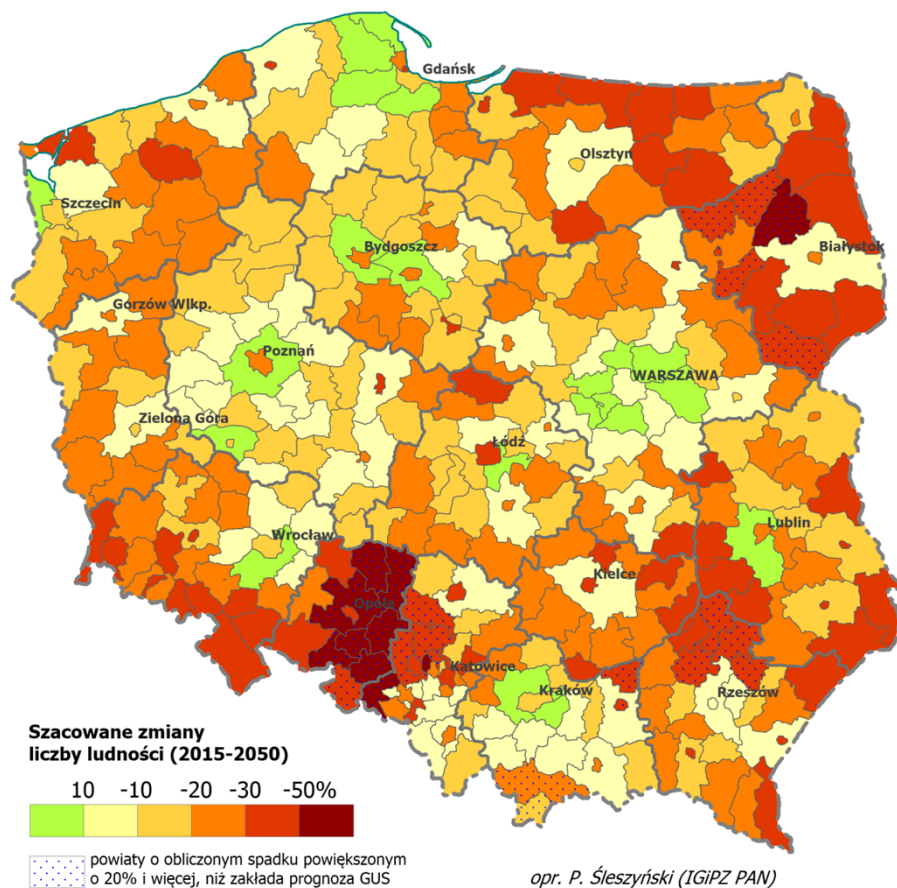 Gdańsk
Olsztyn
Szczecin
Bydgoszcz
Białystok
Gorzów Wlkp.
Poznań
WARSZAWA
Zielona Góra
Łódź
Wrocław
Lublin
Kielce
Opole
Katowice
Kraków
Rzeszów
Szacowane zmiany
liczby ludności (2015-2050)
10 -10 -20 -30 -50%
powiaty o obliczonym spadku powiększonym
o 20% i więcej, niż zakłada prognoza GUS
opr. P. Śleszyński (IGiPZ PAN)